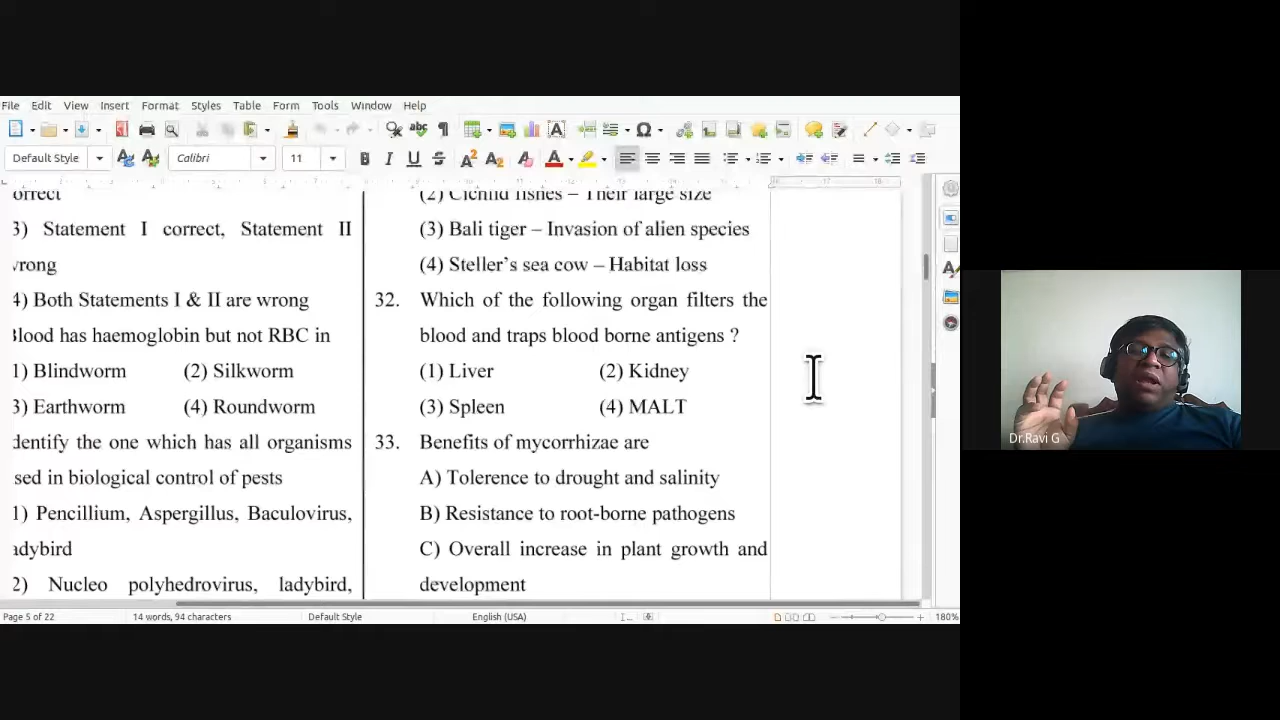 File Edit View Insert Format Styles Table Form Tools Window Help
Default Style Calibri 11
orrect
3) Statement I correct, Statement II
rong
4) Both Statements I & II are wrong
lood has haemoglobin but not RBC in
1) Blindworm (2) Silkworm
3) Earthworm (4) Roundworm
dentify the one which has all organisms
sed in biological control of pests
1) Pencillium, Aspergillus, Baculovirus,
adybird
2) Nucleo polyhedrovirus, ladybird,
(2) Cichlid fishes – Their large size
(3) Bali tiger – Invasion of alien species
(4) Steller's sea cow – Habitat loss
32. Which of the following organ filters the
blood and traps blood borne antigens ?
(1) Liver (2) Kidney
(3) Spleen (4) MALT
33. Benefits of mycorrhizae are
A) Tolerence to drought and salinity
B) Resistance to root-borne pathogens
C) Overall increase in plant growth and
development
Page 5 of 22 14 words, 94 characters Default Style English (USA) 180%
Dr.Ravi G